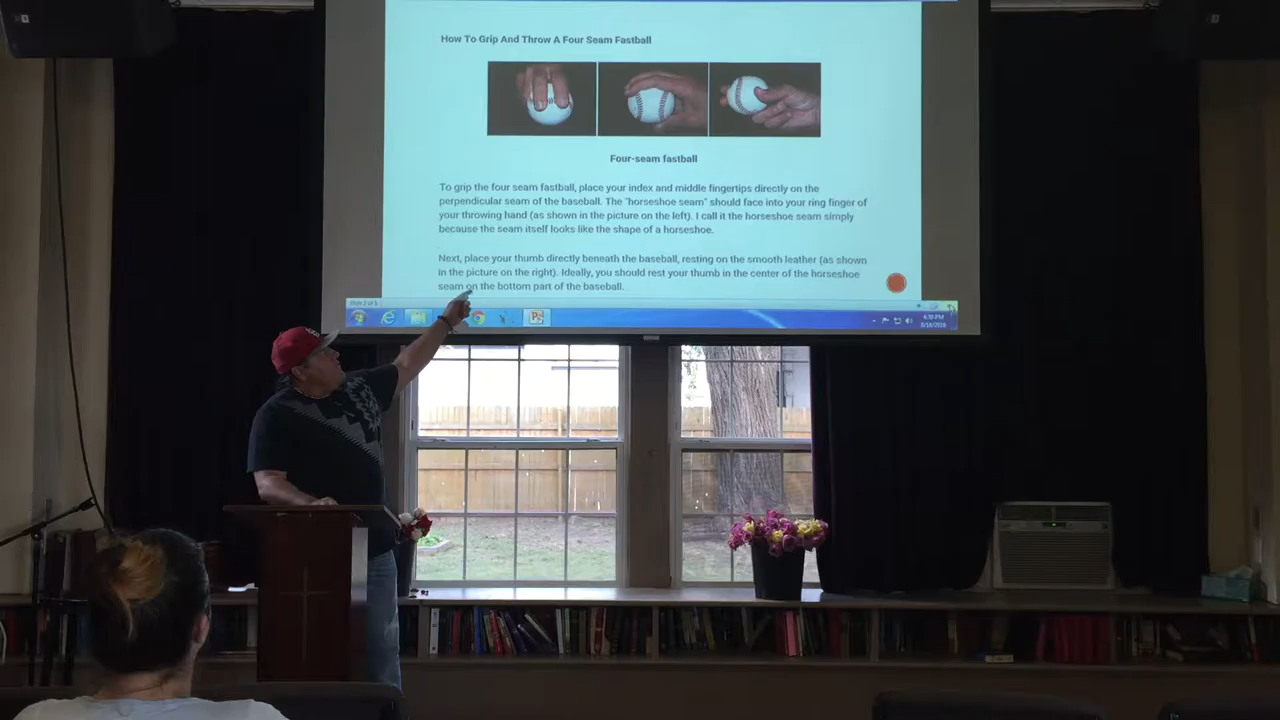 How To Grip And Throw A Four Seam Fastball
Four-seam fastball
To grip the four seam fastball, place your index and middle fingertips directly on the
perpendicular seam of the baseball. The "horseshoe seam" should face into your ring finger of
your throwing hand (as shown in the picture on the left). I call it the horseshoe seam simply
because the seam itself looks like the shape of a horseshoe.
Next, place your thumb directly beneath the baseball, resting on the smooth leather (as shown
in the picture on the right). Ideally, you should rest your thumb in the center of the horseshoe
seam on the bottom part of the baseball.
4:10 PM